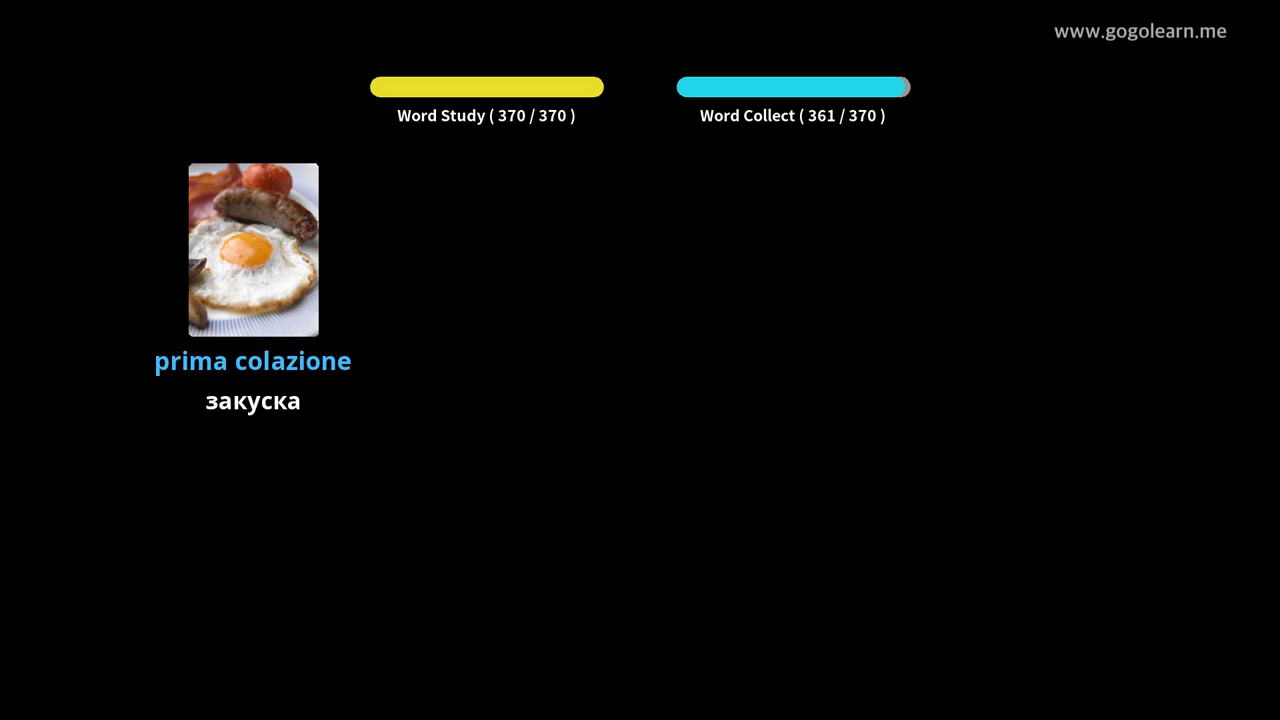 www.gogolearn.me
Word Study ( 370 / 370 )
Word Collect ( 361 / 370 )
prima colazione
закуска